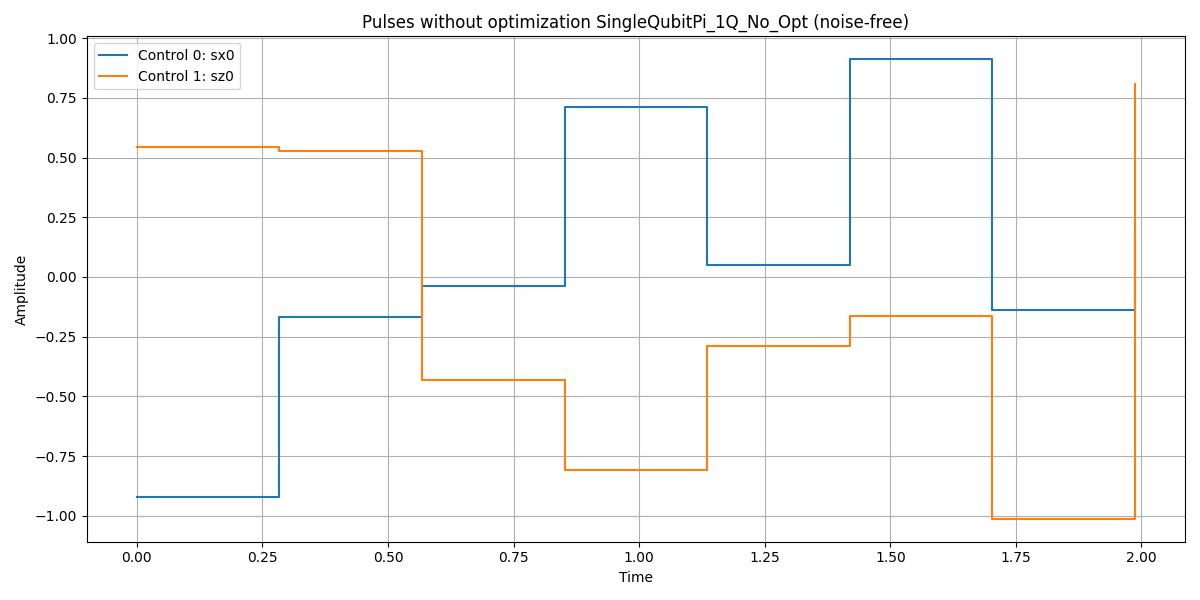 Pulses without optimization SingleQubitPi_1Q_No_Opt (noise-free)
Control 0: sx0
Control 1: sz0
Amplitude
1.00
0.75
0.50
0.25
0.00
−0.25
−0.50
−0.75
−1.00
0.00 0.25 0.50 0.75 1.00 1.25 1.50 1.75 2.00
Time